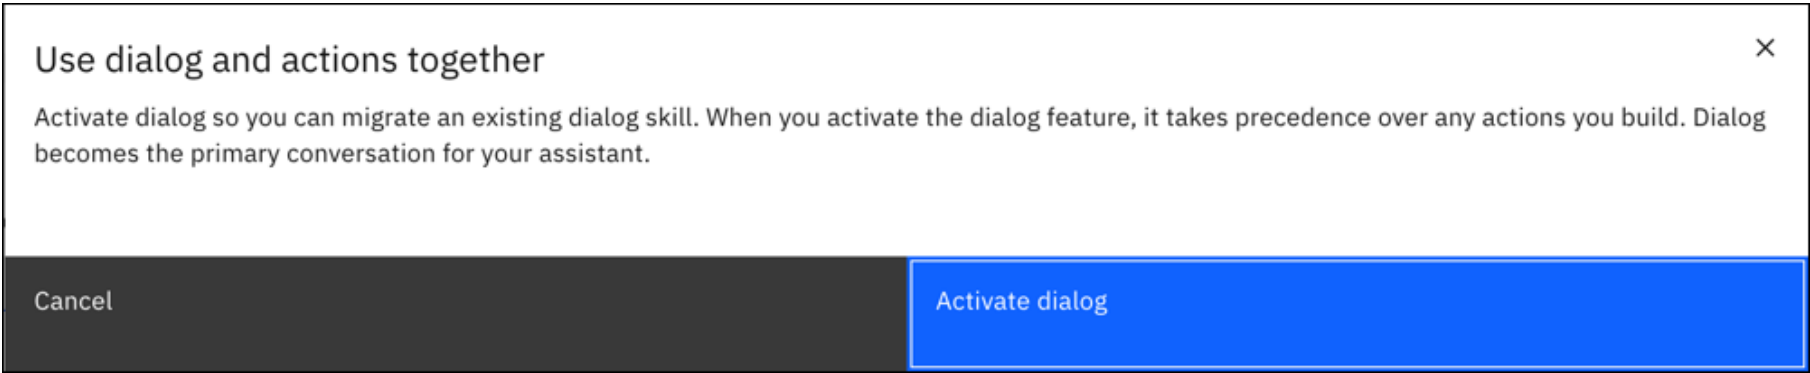 Use dialog and actions together
Activate dialog so you can migrate an existing dialog skill. When you activate the dialog feature, it takes precedence over any actions you build. Dialog
becomes the primary conversation for your assistant.
Cancel
Activate dialog